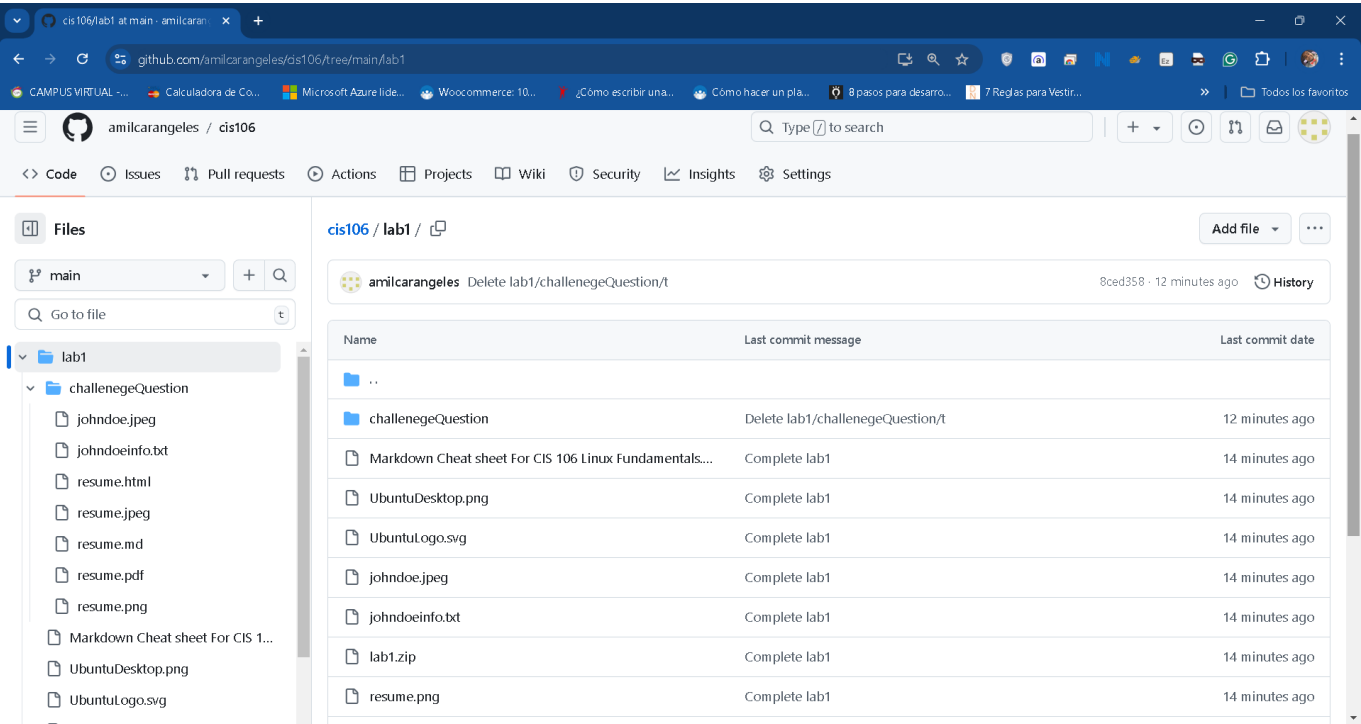 cis106/lab1 at main · amilcaran
github.com/amilcarangeles/cis106/tree/main/lab1
CAMPUS VIRTUAL -... Calculadora de Co... Microsoft Azure lide... Woocommerce: 10... ¿Cómo escribir una... Cómo hacer un pla... 8 pasos para desarro... 7 Reglas para Vestir... » Todos los favoritos
amilcarangeles / cis106 Type / to search
Code Issues Pull requests Actions Projects Wiki Security Insights Settings
Files
main
Go to file t
lab1
challenegeQuestion
johndoe.jpeg
johndoeinfo.txt
resume.html
resume.jpeg
resume.md
resume.pdf
resume.png
Markdown Cheat sheet For CIS 1...
UbuntuDesktop.png
UbuntuLogo.svg
cis106 / lab1 / Add file ...
amilcarangeles Delete lab1/challenegeQuestion/t 8ced358 · 12 minutes ago History
Name Last commit message Last commit date
..
challenegeQuestion Delete lab1/challenegeQuestion/t 12 minutes ago
Markdown Cheat sheet For CIS 106 Linux Fundamentals.... Complete lab1 14 minutes ago
UbuntuDesktop.png Complete lab1 14 minutes ago
UbuntuLogo.svg Complete lab1 14 minutes ago
johndoe.jpeg Complete lab1 14 minutes ago
johndoeinfo.txt Complete lab1 14 minutes ago
lab1.zip Complete lab1 14 minutes ago
resume.png Complete lab1 14 minutes ago